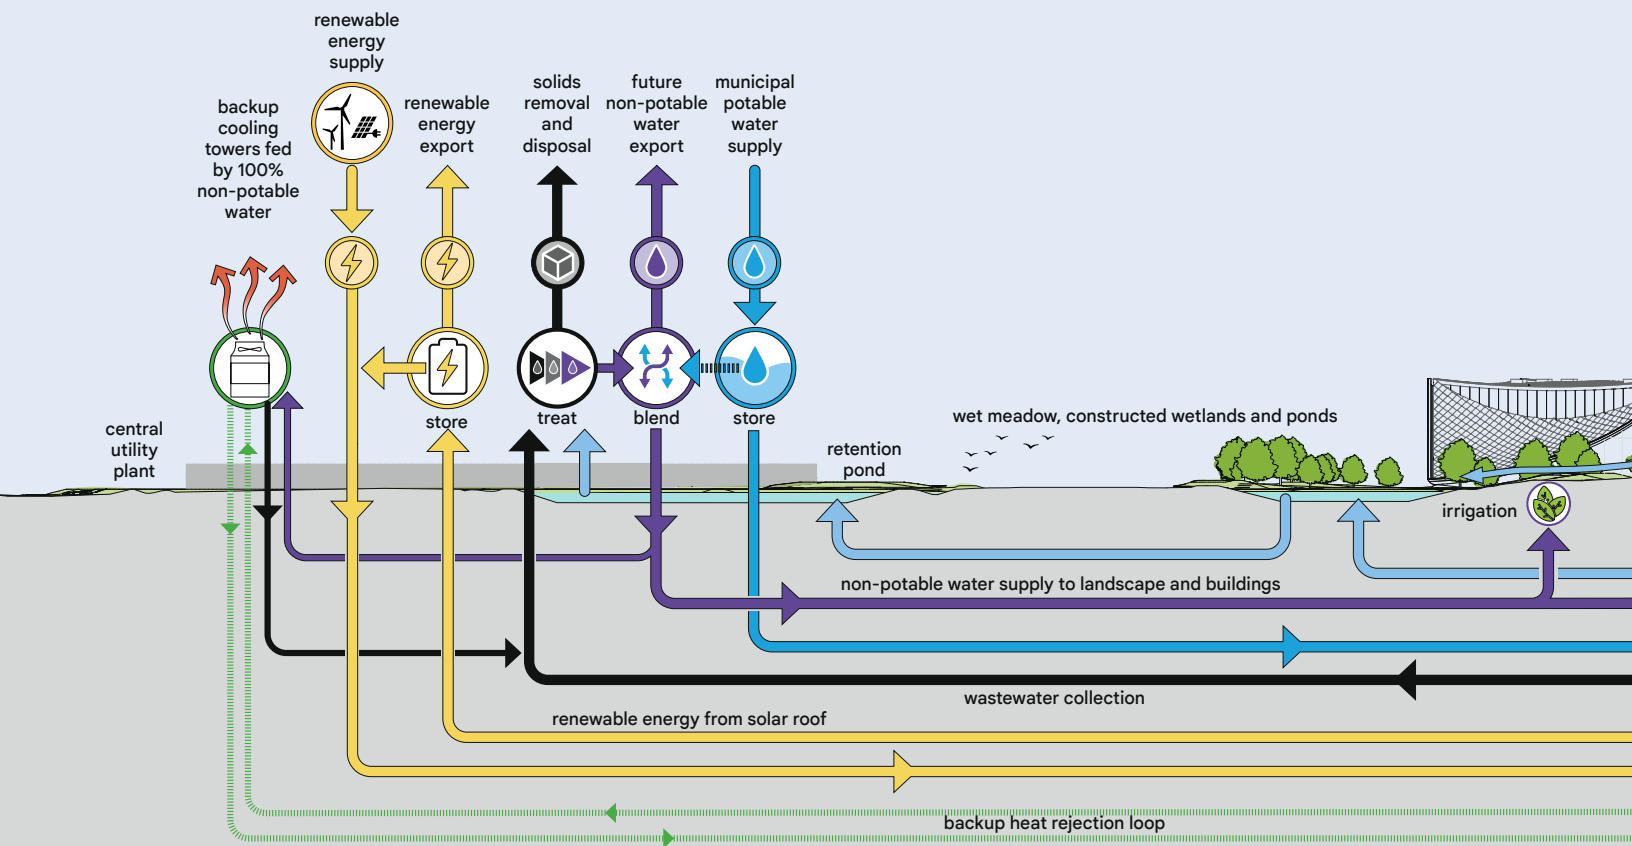 renewable
energy
supply
backup
cooling
towers fed
by 100%
non-potable
water
renewable
energy
export
solids
removal
and
disposal
future
non-potable
water
export
municipal
potable
water
supply
store
treat
blend
store
central
utility
plant
retention
pond
wet meadow, constructed wetlands and ponds
irrigation
non-potable water supply to landscape and buildings
wastewater collection
renewable energy from solar roof
backup heat rejection loop